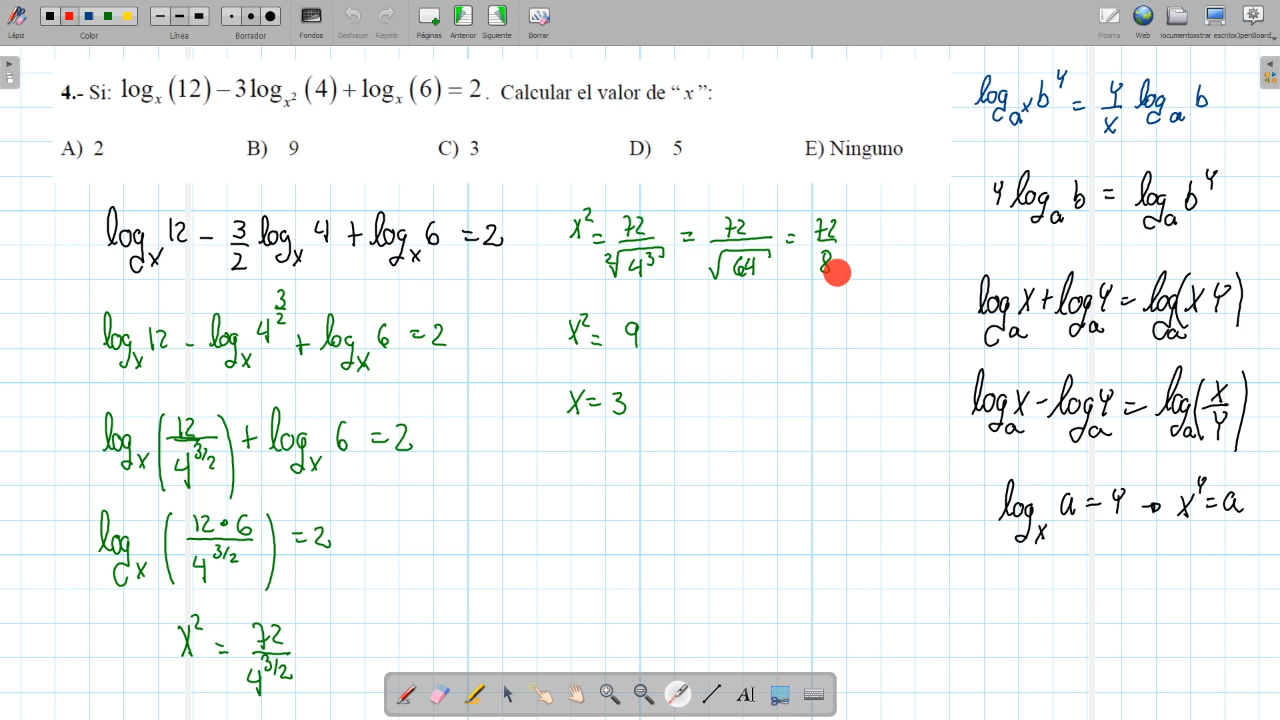 Lápiz Color Línea Borrador Fondos Deshacer Repetir Páginas Anterior Siguiente Borrar Pizarra Web OpenBoard
4.- Si: log_x (12) − 3log_{x²} (4) + log_x (6) = 2. Calcular el valor de “x”:
A) 2 B) 9 C) 3 D) 5 E) Ninguno
log_x 12 − 3/2 log_x 4 + log_x 6 = 2
log_x 12 − log_x 4^{3/2} + log_x 6 = 2
log_x (12/4^{3/2}) + log_x 6 = 2
log_x (12•6/4^{3/2}) = 2
x² = 72/4^{3/2}
x² = 72/²√4³ = 72/√64 = 72/8
x² = 9
x = 3
log_{a^x} b^y = y/x log_a b
y log_a b = log_a b^y
log_a x + log_a y = log_a (x y)
log_a x − log_a y = log_a (x/y)
log_x a = y → x^y = a